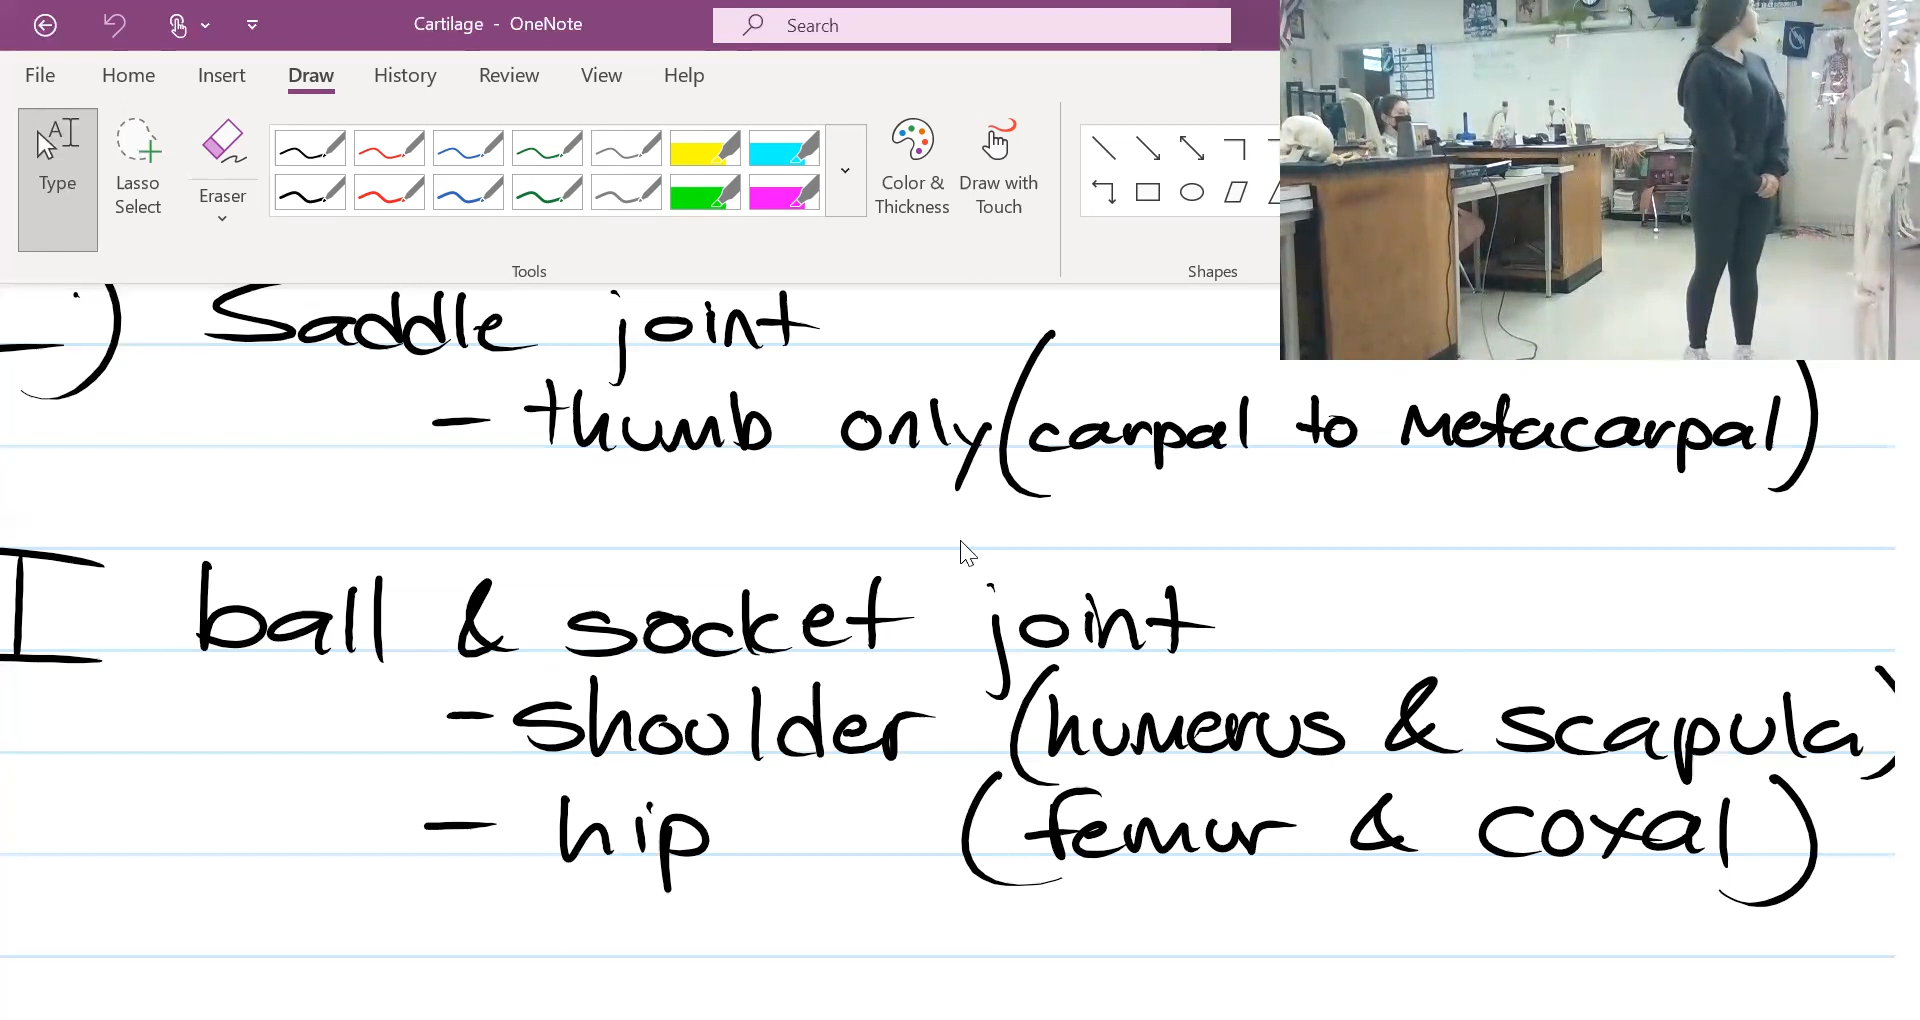 Cartilage - OneNote
Search
File Home Insert Draw History Review View Help
Type
Lasso Select
Eraser
Color & Thickness
Draw with Touch
Tools
Shapes
) Saddle joint
- thumb only (carpal to metacarpal)
I ball & socket joint
- shoulder (humerus & scapula)
- hip (femur & coxal)